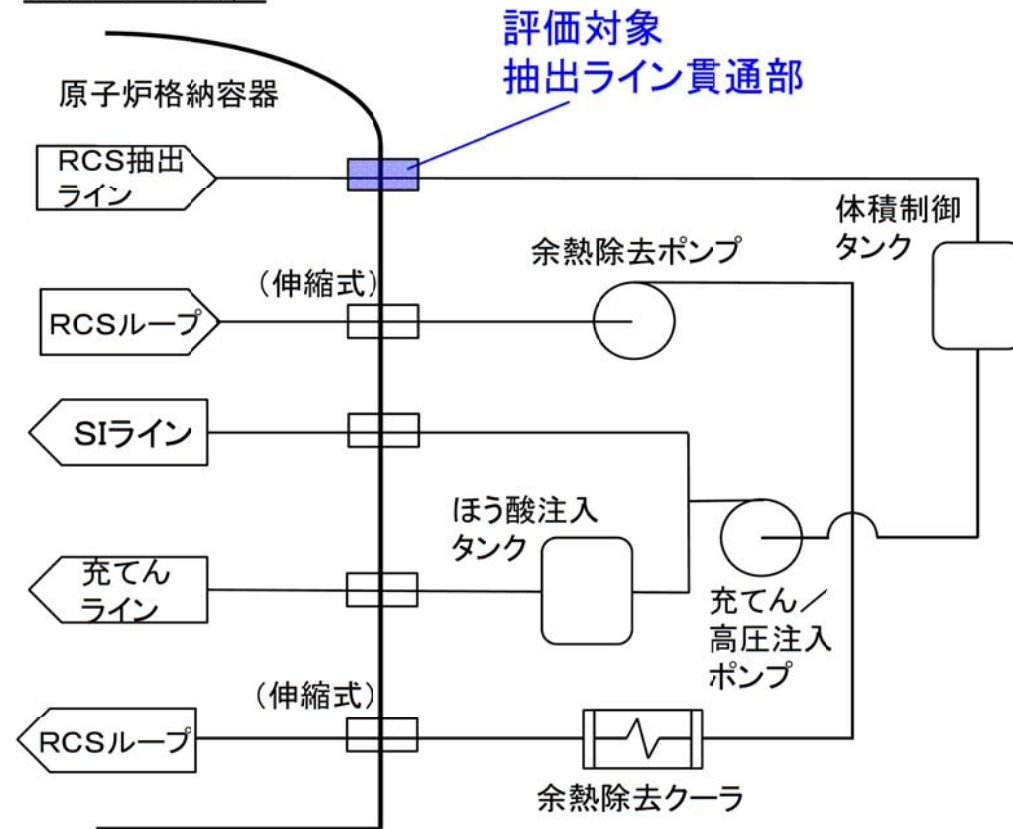 評価対象
抽出ライン貫通部
原子炉格納容器
RCS抽出
ライン
体積制御
タンク
余熱除去ポンプ
（伸縮式）
RCSループ
SIライン
ほう酸注入
タンク
充てん
ライン
充てん／
高圧注入
ポンプ
（伸縮式）
RCSループ
余熱除去クーラ